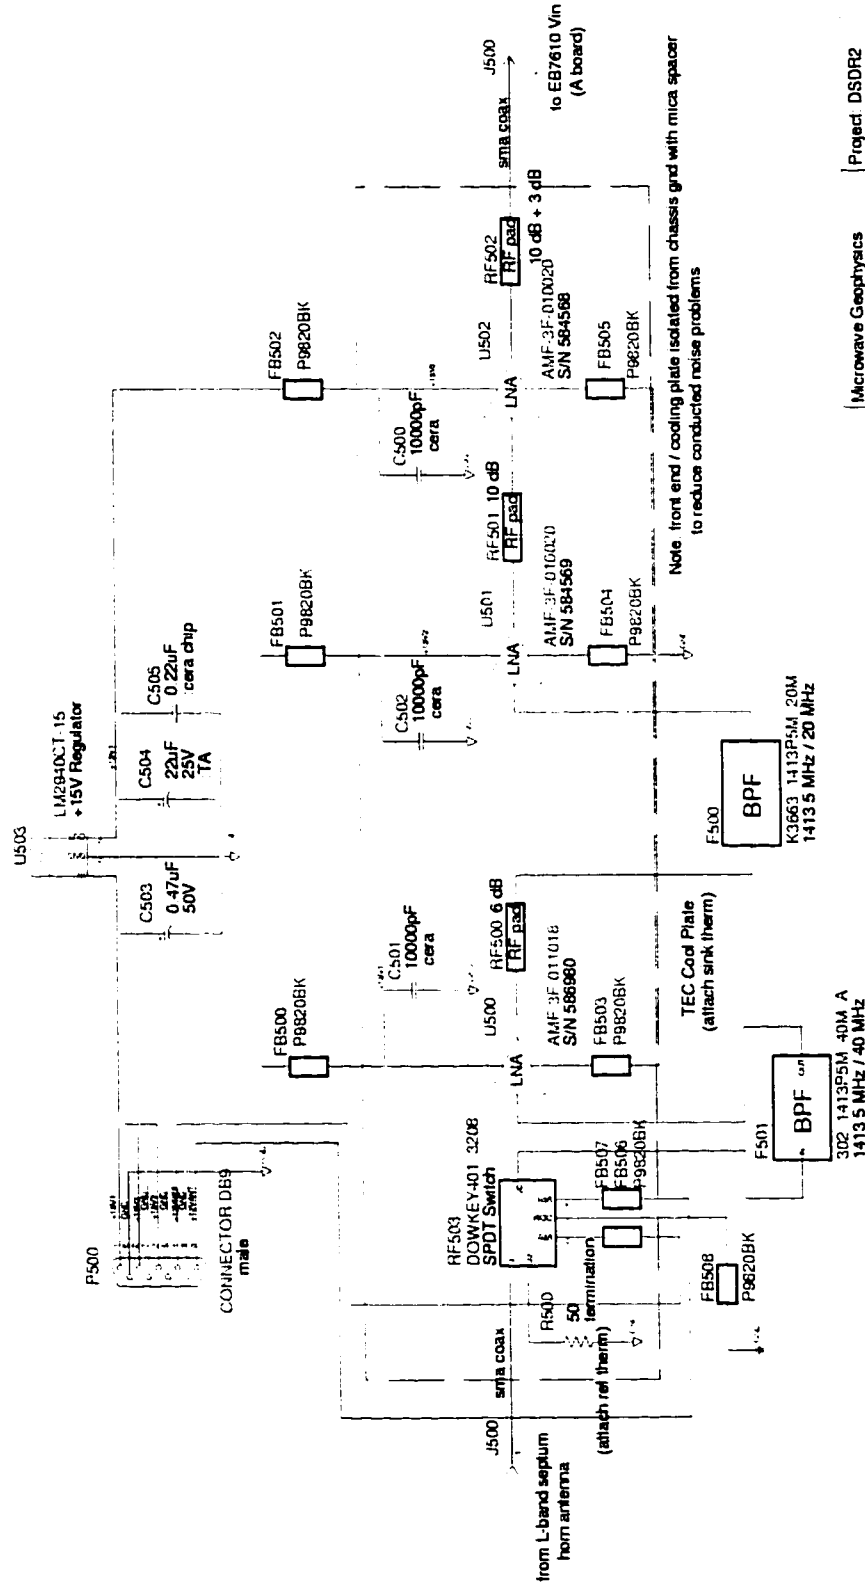 U503
LM2940CT-15
+15V Regulator
C503
0.47uF
50V
C504
22uF
25V
TA
C505
0.22uF
cera chip
P500
CONNECTOR DB9
male
FB500
P9820BK
C501
10000pF
cera
FB501
P9820BK
C502
10000pF
cera
FB502
P9820BK
C500
10000pF
cera
J500
sma coax
from L-band septum
horn antenna
RF503
DOWKEY401 3208
SPDT Switch
R500
50
termination
(attach ref therm)
FB507
FB506
P9820BK
FB508
P9820BK
U500
LNA
AMF 3F 011018
S/N 586980
FB503
P9820BK
RF500 6 dB
RF pad
U501
LNA
AMF-3F-010020
S/N 584569
FB504
P9820BK
RF501 10 dB
RF pad
U502
LNA
AMF-3F-010020
S/N 584568
FB505
P9820BK
RF502
RF pad
10 dB + 3 dB
sma coax
J500
to EB7610 Vin
(A board)
TEC Cool Plate
(attach sink therm)
F501
BPF
302 1413P5M 40M A
1413 5 MHz / 40 MHz
F500
BPF
K3663 1413P5M 20M
1413 5 MHz / 20 MHz
Note. front end / cooling plate isolated from chassis gnd with mica spacer
to reduce conducted noise problems
Microwave Geophysics
Project: DSDR2